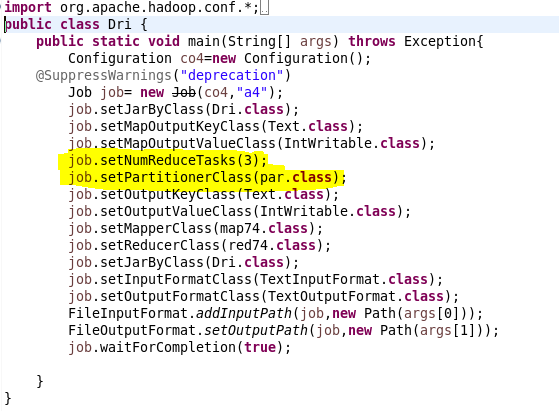 import org.apache.hadoop.conf.*;
public class Dri {
    public static void main(String[] args) throws Exception{
        Configuration co4=new Configuration();
    @SuppressWarnings("deprecation")
        Job job= new Job(co4,"a4");
        job.setJarByClass(Dri.class);
        job.setMapOutputKeyClass(Text.class);
        job.setMapOutputValueClass(IntWritable.class);
        job.setNumReduceTasks(3);
        job.setPartitionerClass(par.class);
        job.setOutputKeyClass(Text.class);
        job.setOutputValueClass(IntWritable.class);
        job.setMapperClass(map74.class);
        job.setReducerClass(red74.class);
        job.setJarByClass(Dri.class);
        job.setInputFormatClass(TextInputFormat.class);
        job.setOutputFormatClass(TextOutputFormat.class);
        FileInputFormat.addInputPath(job,new Path(args[0]));
        FileOutputFormat.setOutputPath(job,new Path(args[1]));
        job.waitForCompletion(true);
    }
}